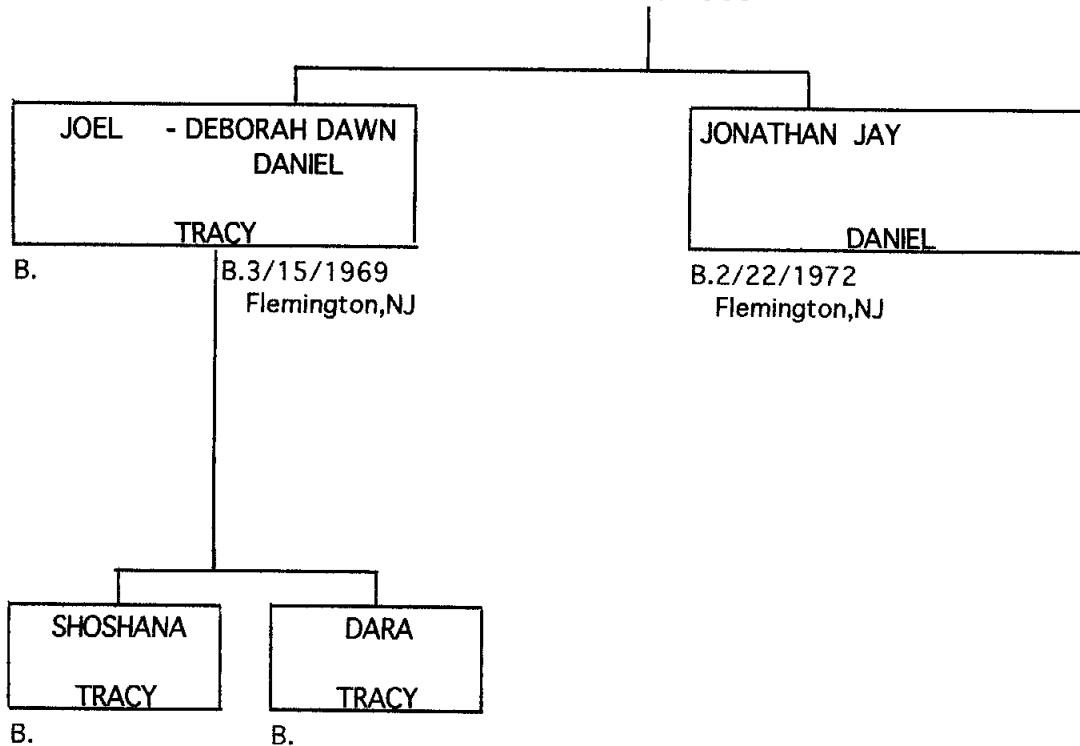 JOEL - DEBORAH DAWN
DANIEL
TRACY
B. B.3/15/1969
Flemington,NJ
JONATHAN JAY
DANIEL
B.2/22/1972
Flemington,NJ
SHOSHANA
TRACY
B.
DARA
TRACY
B.